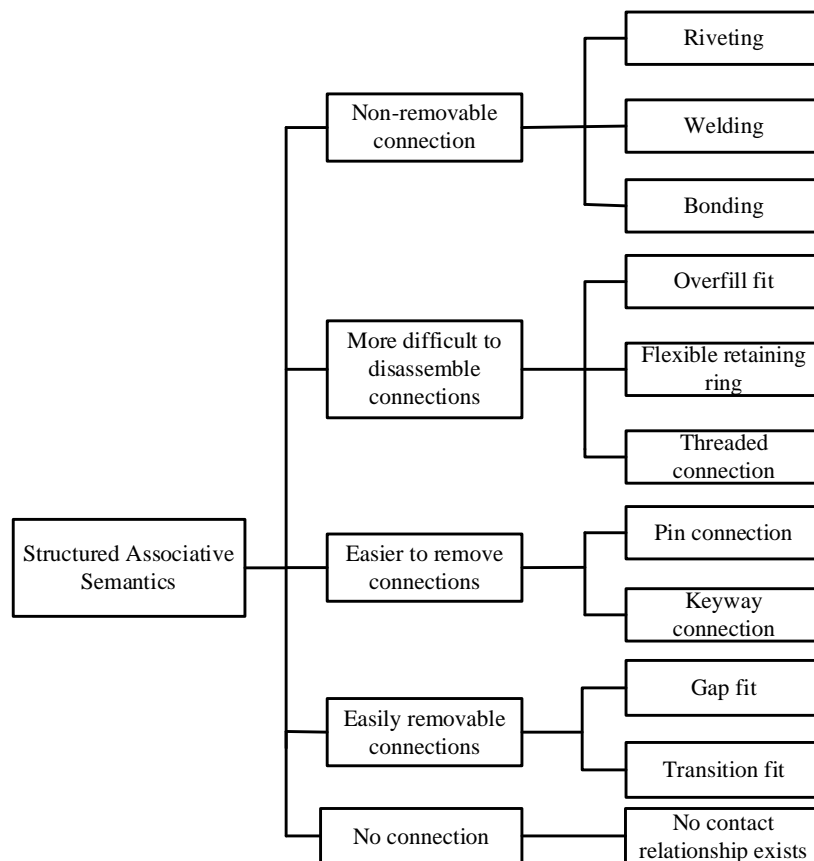 Riveting
Non-removable
connection
Welding
Bonding
Overfill fit
More difficult to
disassemble
connections
Flexible retaining
ring
Threaded
connection
Structured Associative
Semantics
Easier to remove
connections
Pin connection
Keyway
connection
Easily removable
connections
Gap fit
Transition fit
No connection
No contact
relationship exists